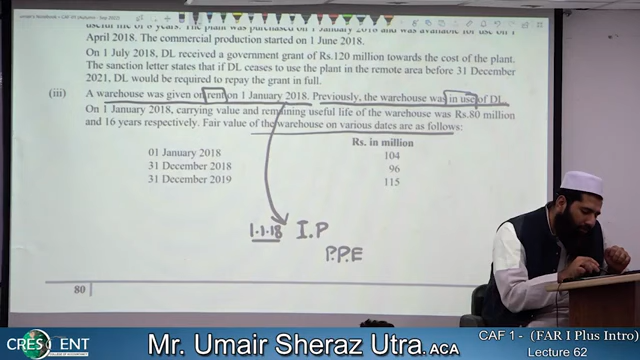 umair's Notebook
CAF 01 (Autumn - Sep 2022)
useful life of 8 years. The plant was purchased on 1 January 2018 and was available for use on 1
April 2018. The commercial production started on 1 June 2018.
On 1 July 2018, DL received a government grant of Rs.120 million towards the cost of the plant.
The sanction letter states that if DL ceases to use the plant in the remote area before 31 December
2021, DL would be required to repay the grant in full.
(iii) A warehouse was given on rent on 1 January 2018. Previously, the warehouse was in use of DL.
On 1 January 2018, carrying value and remaining useful life of the warehouse was Rs.80 million
and 16 years respectively. Fair value of the warehouse on various dates are as follows:
Rs. in million
01 January 2018 104
31 December 2018 96
31 December 2019 115
1.1.18 I.P
P.P.E
80
CRESCENT
Mr. Umair Sheraz Utra. ACA
CAF 1 - (FAR I Plus Intro)
Lecture 62